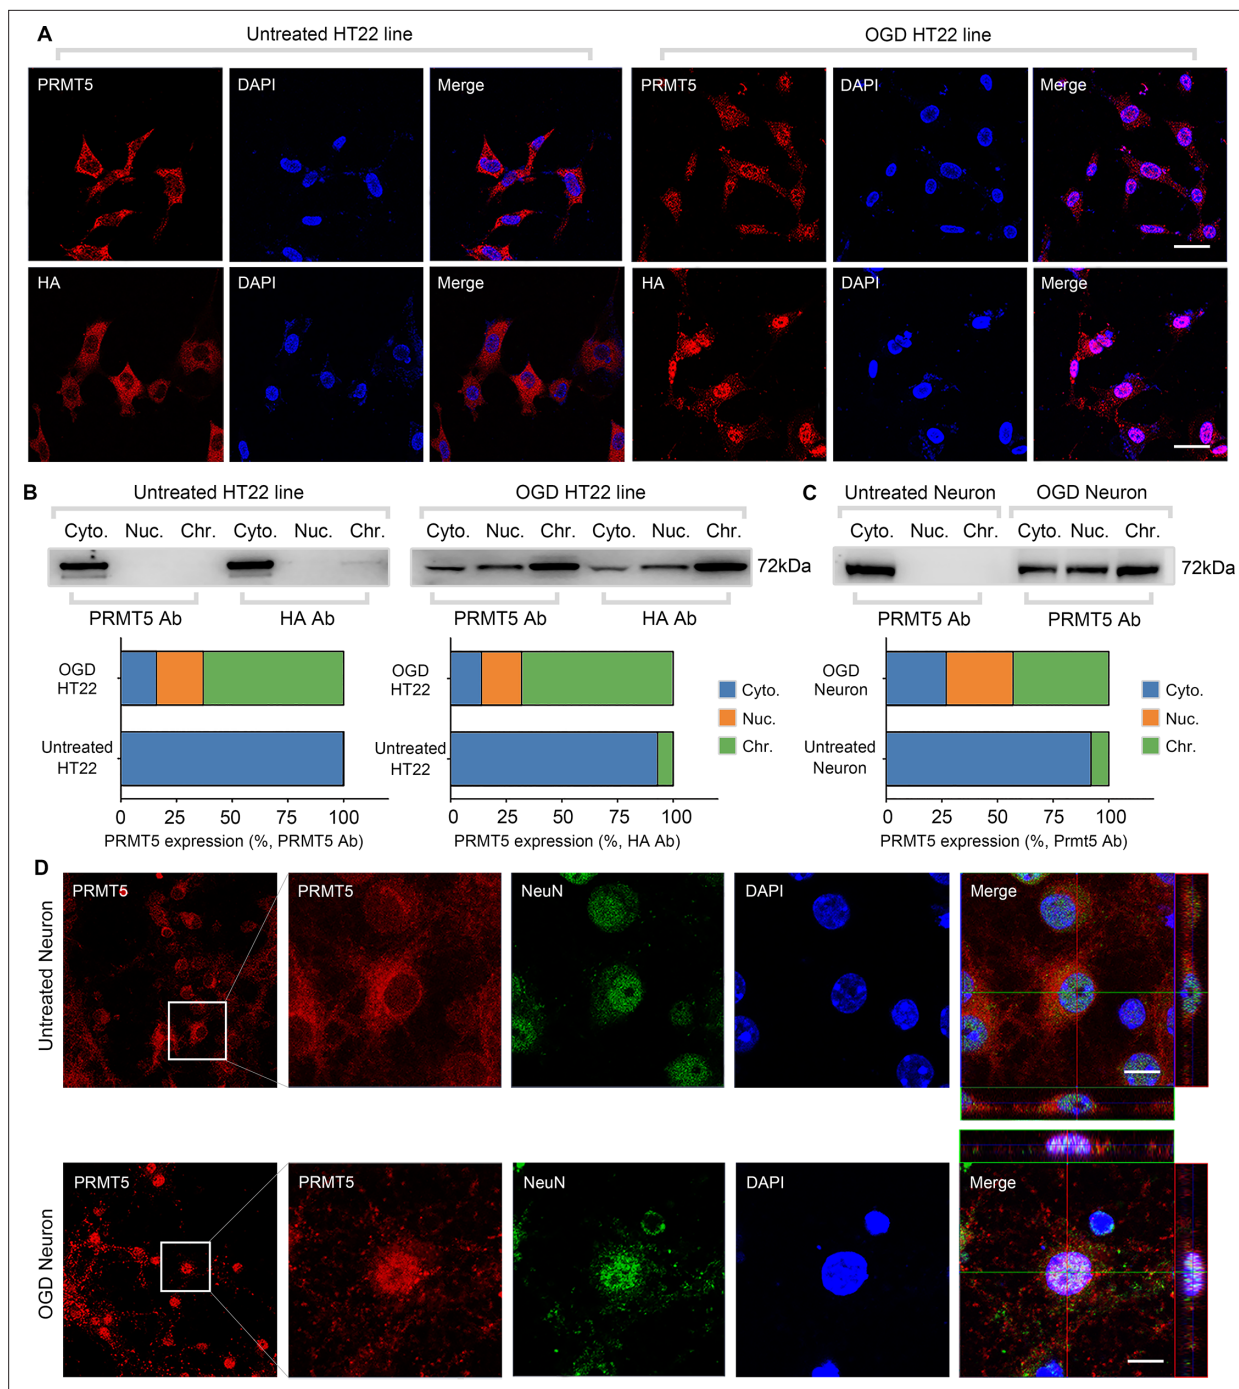 A
Untreated HT22 line
OGD HT22 line
PRMT5 DAPI Merge PRMT5 DAPI Merge
HA DAPI Merge HA DAPI Merge
B
Untreated HT22 line
OGD HT22 line
Cyto. Nuc. Chr. Cyto. Nuc. Chr.
Cyto. Nuc. Chr. Cyto. Nuc. Chr.
72kDa
PRMT5 Ab HA Ab
PRMT5 Ab HA Ab
OGD
HT22
Untreated
HT22
0 25 50 75 100
PRMT5 expression (%, PRMT5 Ab)
OGD
HT22
Untreated
HT22
0 25 50 75 100
PRMT5 expression (%, HA Ab)
Cyto.
Nuc.
Chr.
C
Untreated Neuron
OGD Neuron
Cyto. Nuc. Chr. Cyto. Nuc. Chr.
72kDa
PRMT5 Ab PRMT5 Ab
OGD
Neuron
Untreated
Neuron
0 25 50 75 100
PRMT5 expression (%, Prmt5 Ab)
Cyto.
Nuc.
Chr.
D
Untreated Neuron
PRMT5 PRMT5 NeuN DAPI Merge
OGD Neuron
PRMT5 PRMT5 NeuN DAPI Merge